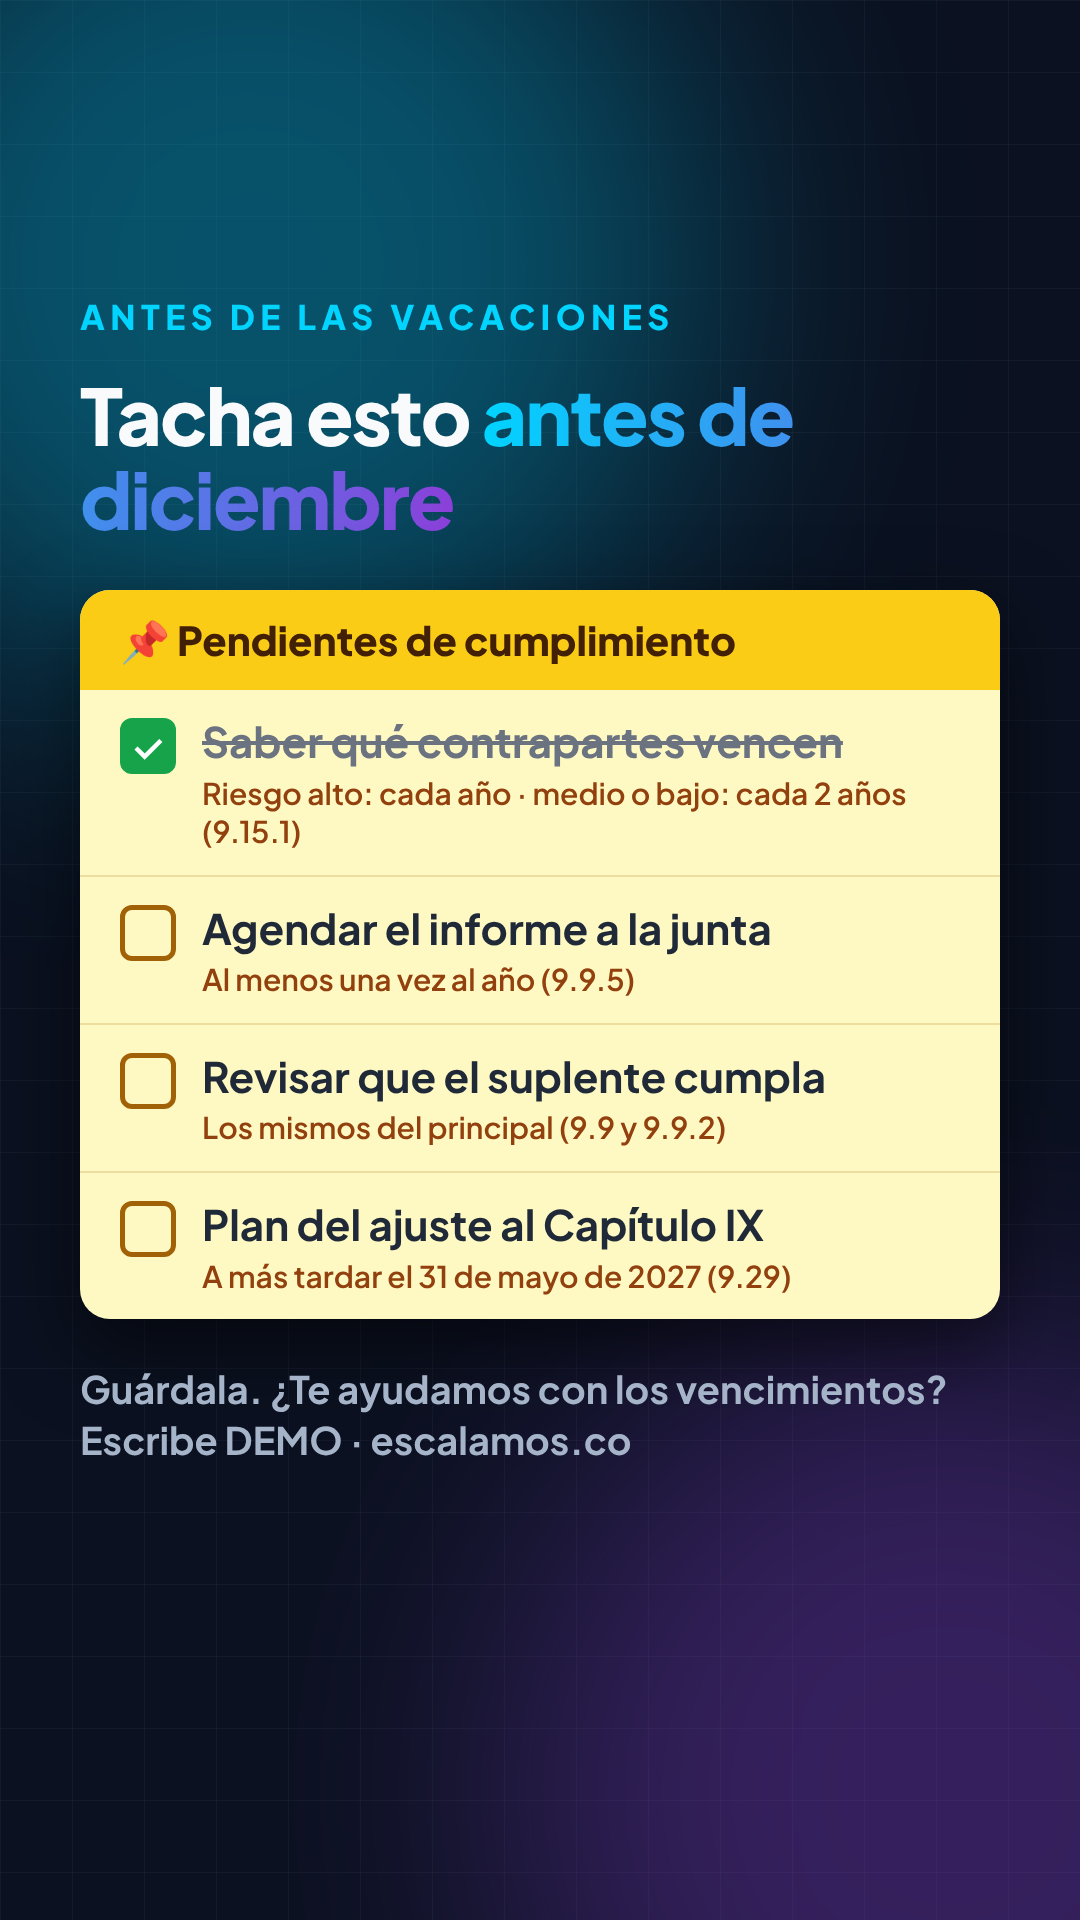 ANTES DE LAS VACACIONES
Tacha esto antes de
diciembre
📌 Pendientes de cumplimiento
Saber qué contrapartes vencen
Riesgo alto: cada año · medio o bajo: cada 2 años
(9.15.1)
Agendar el informe a la junta
Al menos una vez al año (9.9.5)
Revisar que el suplente cumpla
Los mismos del principal (9.9 y 9.9.2)
Plan del ajuste al Capítulo IX
A más tardar el 31 de mayo de 2027 (9.29)
Guárdala. ¿Te ayudamos con los vencimientos?
Escribe DEMO · escalamos.co